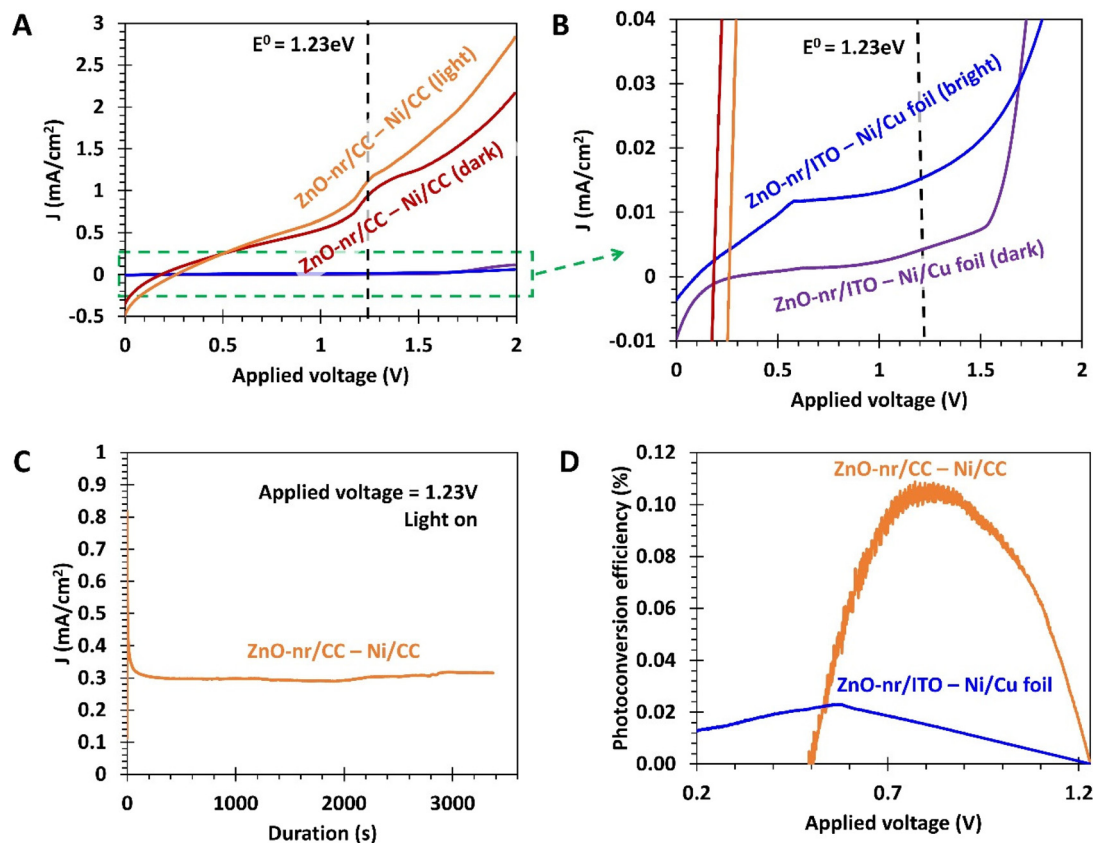 A
E⁰ = 1.23eV
ZnO-nr/CC – Ni/CC (light)
ZnO-nr/CC – Ni/CC (dark)
J (mA/cm²)
3
2.5
2
1.5
1
0.5
0
-0.5
0
0.5
1
1.5
2
Applied voltage (V)
B
E⁰ = 1.23eV
ZnO-nr/ITO – Ni/Cu foil (bright)
ZnO-nr/ITO – Ni/Cu foil (dark)
J (mA/cm²)
0.04
0.03
0.02
0.01
0
-0.01
0
0.5
1
1.5
2
Applied voltage (V)
C
Applied voltage = 1.23V
Light on
ZnO-nr/CC – Ni/CC
J (mA/cm²)
1
0.9
0.8
0.7
0.6
0.5
0.4
0.3
0.2
0.1
0
0
1000
2000
3000
Duration (s)
D
ZnO-nr/CC – Ni/CC
ZnO-nr/ITO – Ni/Cu foil
Photoconversion efficiency (%)
0.12
0.10
0.08
0.06
0.04
0.02
0.00
0.2
0.7
1.2
Applied voltage (V)